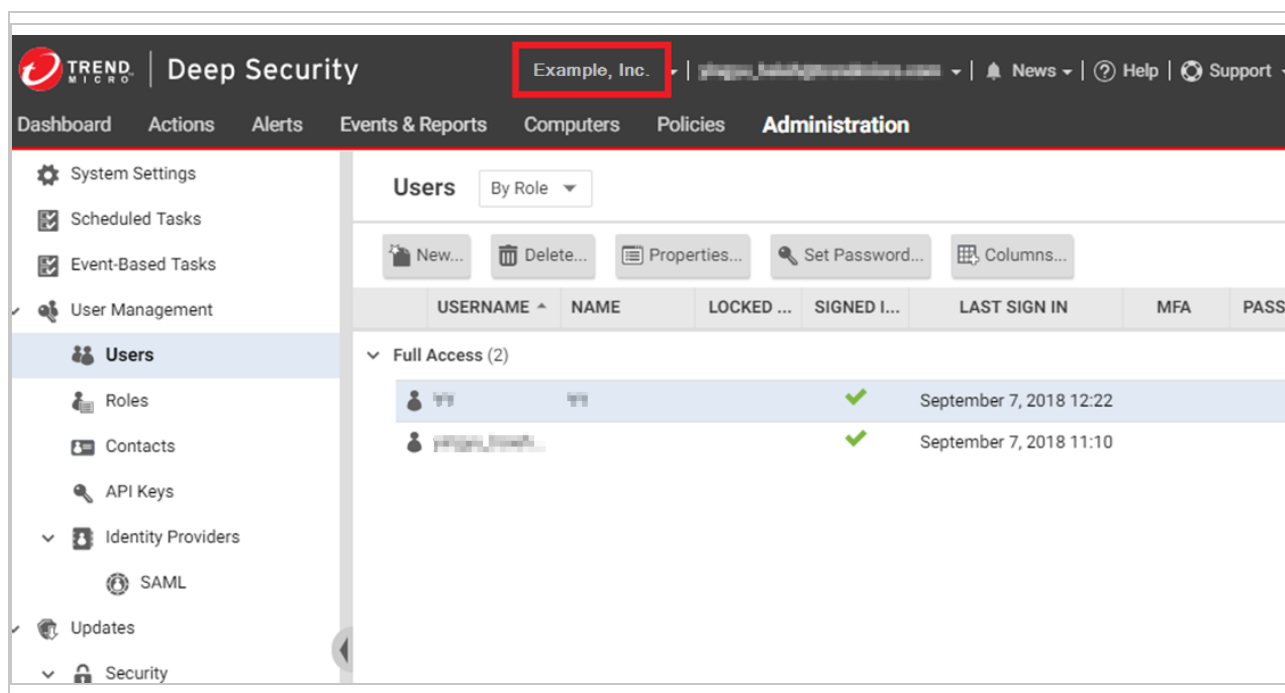 TREND MICRO Deep Security Example, Inc. News Help Support
Dashboard Actions Alerts Events & Reports Computers Policies Administration
System Settings
Scheduled Tasks
Event-Based Tasks
User Management
Users
Roles
Contacts
API Keys
Identity Providers
SAML
Updates
Security
Users By Role
New... Delete... Properties... Set Password... Columns...
USERNAME NAME LOCKED ... SIGNED I... LAST SIGN IN MFA PASS
Full Access (2)
September 7, 2018 12:22
September 7, 2018 11:10